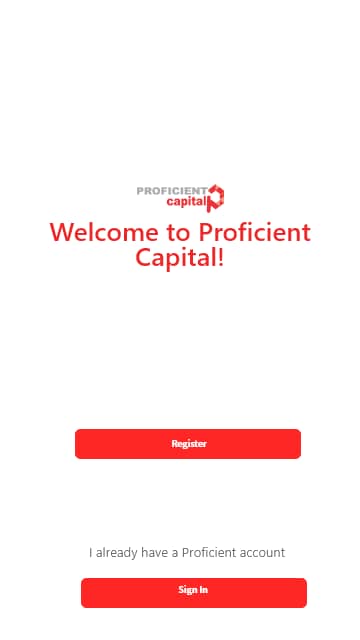 PROFICIENT
capital
Welcome to Proficient
Capital!
Register
I already have a Proficient account
Sign In